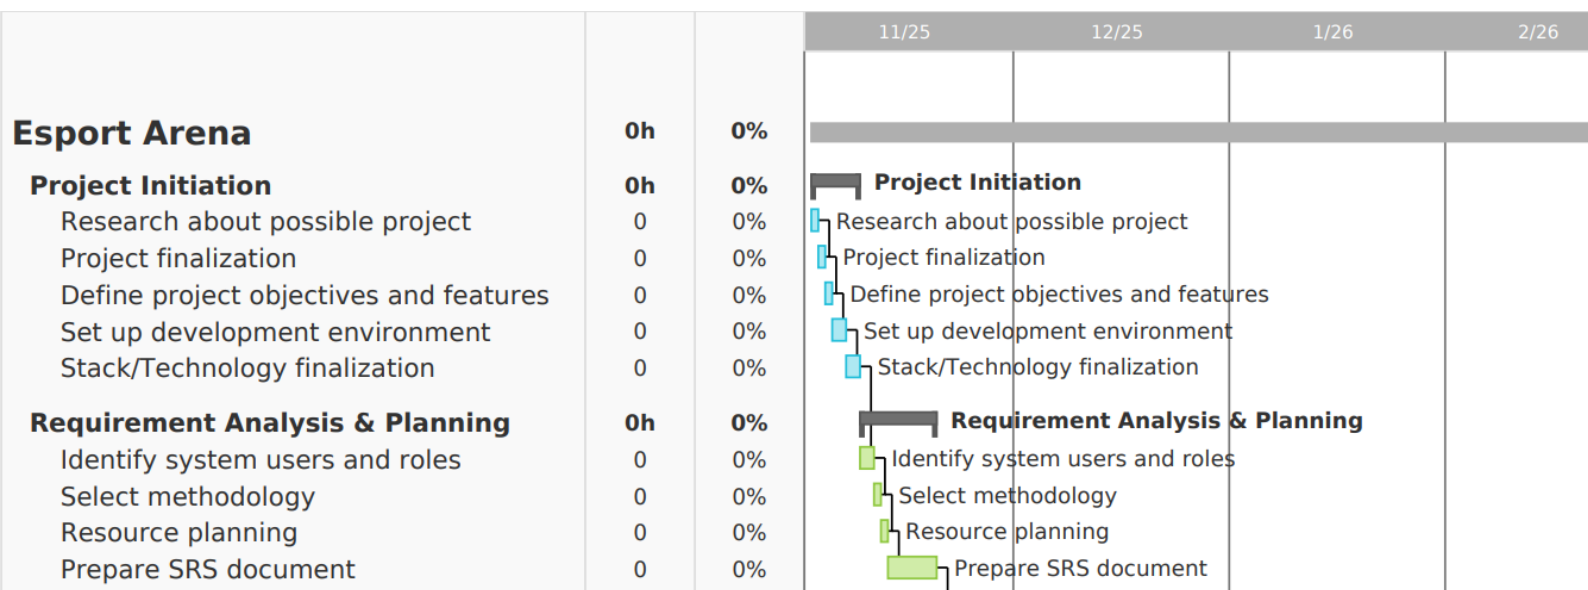 11/25 12/25 1/26 2/26
Esport Arena 0h 0%
Project Initiation 0h 0% Project Initiation
Research about possible project 0 0% Research about possible project
Project finalization 0 0% Project finalization
Define project objectives and features 0 0% Define project objectives and features
Set up development environment 0 0% Set up development environment
Stack/Technology finalization 0 0% Stack/Technology finalization
Requirement Analysis & Planning 0h 0% Requirement Analysis & Planning
Identify system users and roles 0 0% Identify system users and roles
Select methodology 0 0% Select methodology
Resource planning 0 0% Resource planning
Prepare SRS document 0 0% Prepare SRS document